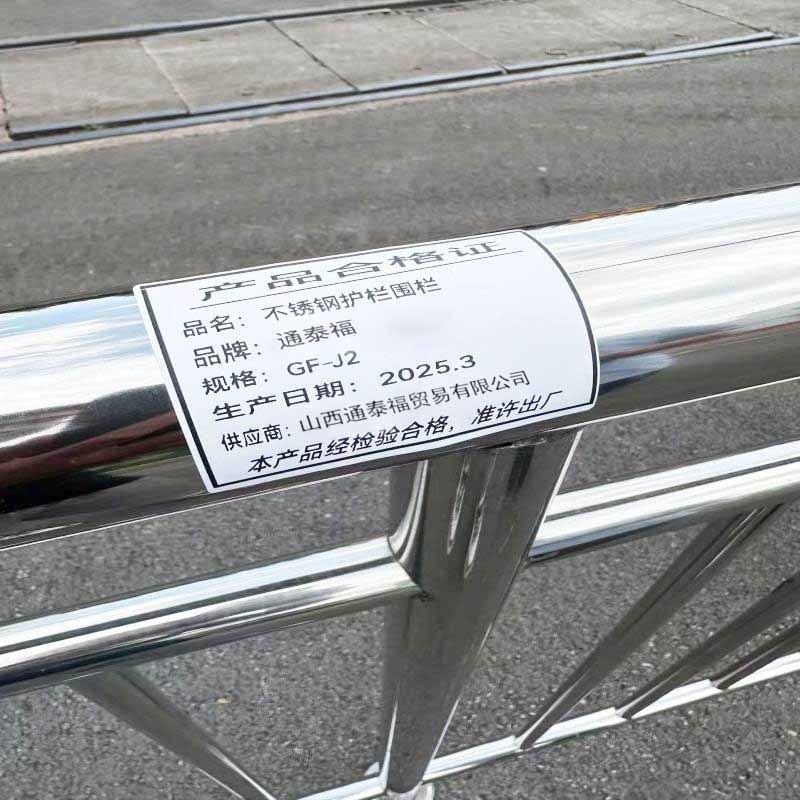 产品合格证
品名：不锈钢护栏围栏
品牌：通泰福
规格：GF-J2
生产日期：2025.3
供应商：山西通泰福贸易有限公司
本产品经检验合格，准许出厂